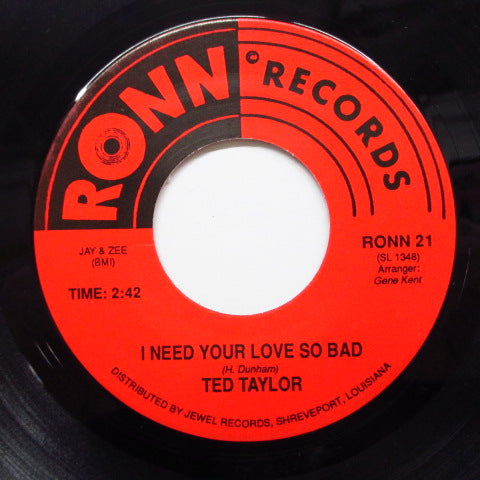 RONN RECORDS
JAY & ZEE
(BMI)
TIME: 2:42
RONN 21
(SL 1348)
Arranger:
Gene Kent
I NEED YOUR LOVE SO BAD
(H. Dunham)
TED TAYLOR
DISTRIBUTED BY JEWEL RECORDS, SHREVEPORT, LOUISIANA